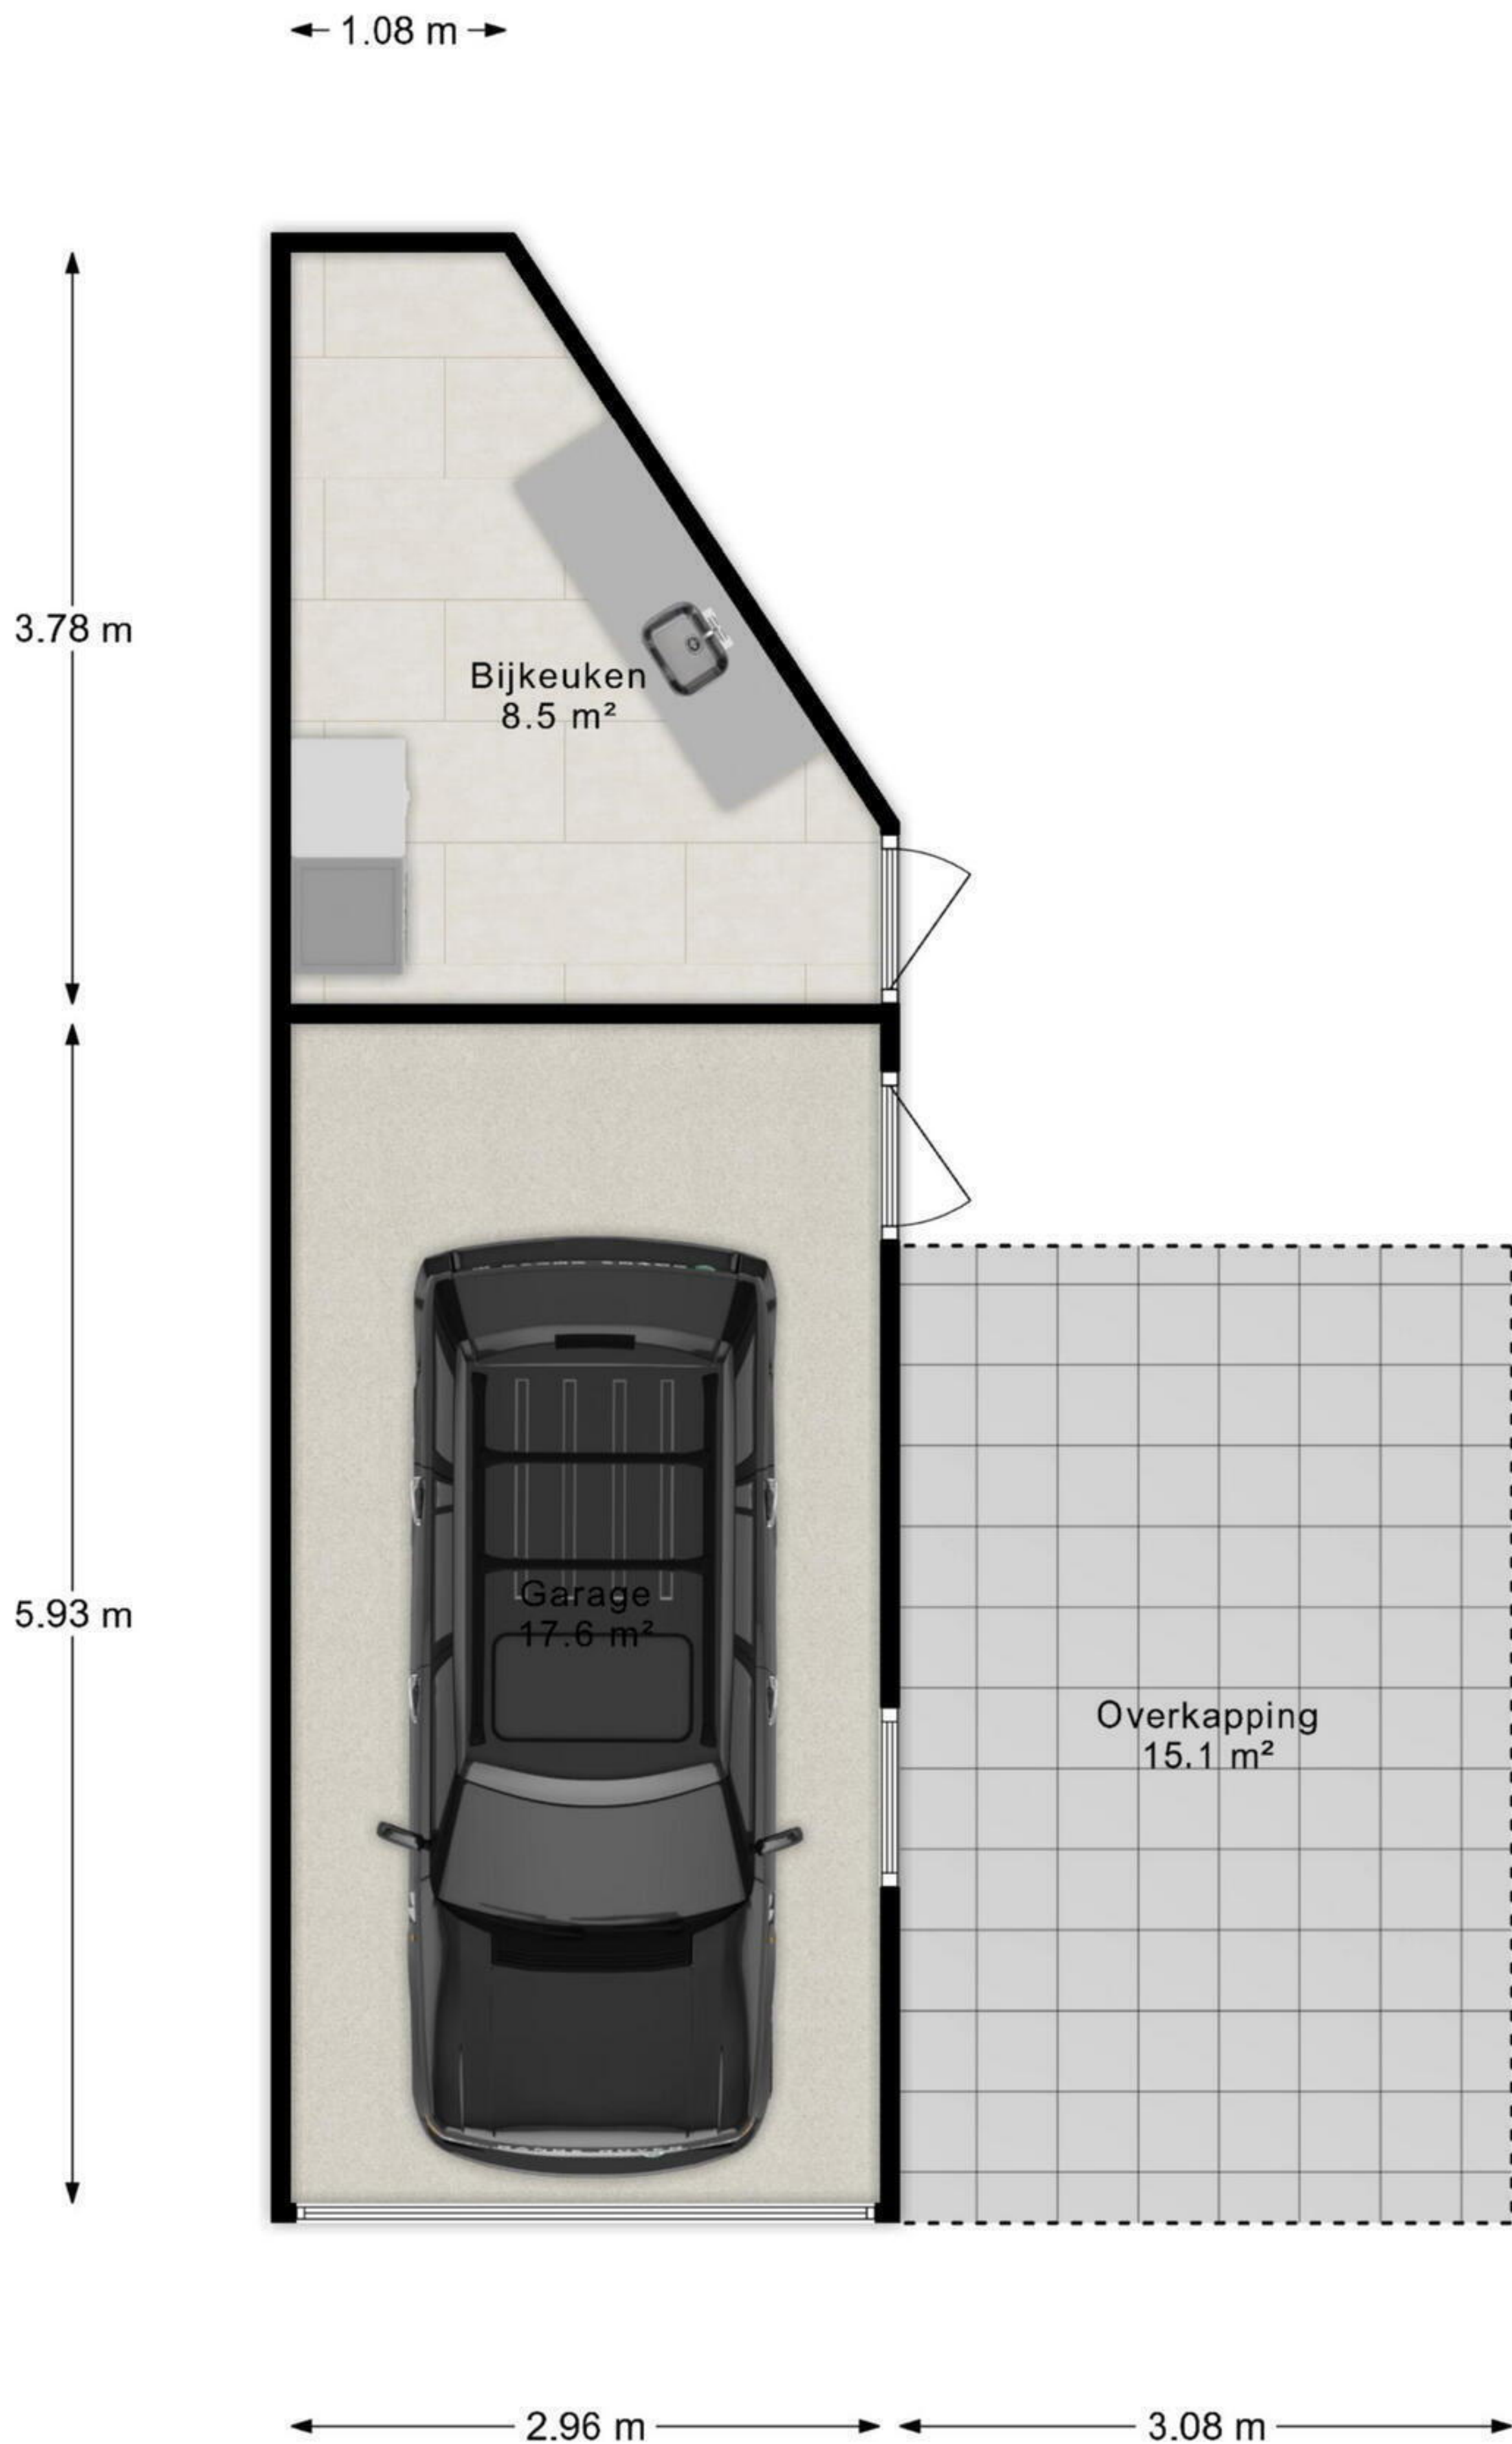 1.08 m
3.78 m
Bijkeuken
8.5 m²
5.93 m
Garage
17.6 m²
Overkapping
15.1 m²
2.96 m
3.08 m